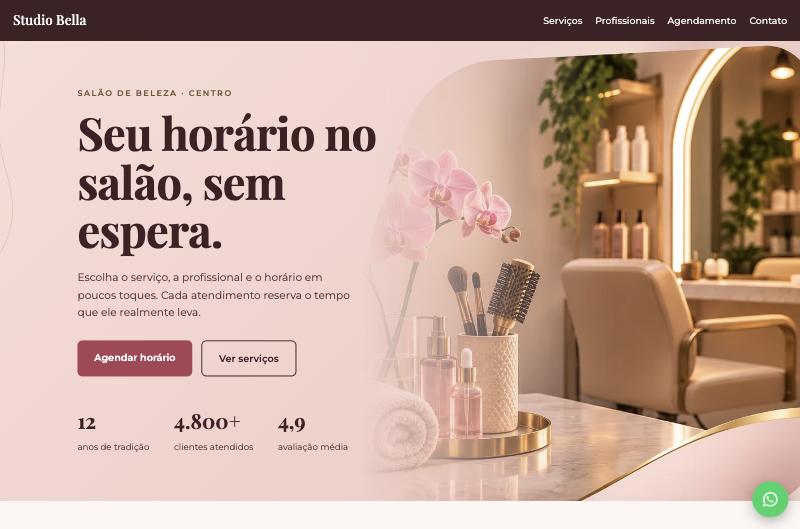 Studio Bella
Serviços Profissionais Agendamento Contato
SALÃO DE BELEZA · CENTRO
Seu horário no
salão, sem
espera.
Escolha o serviço, a profissional e o horário em
poucos toques. Cada atendimento reserva o tempo
que ele realmente leva.
Agendar horário
Ver serviços
12
anos de tradição
4.800+
clientes atendidos
4,9
avaliação média